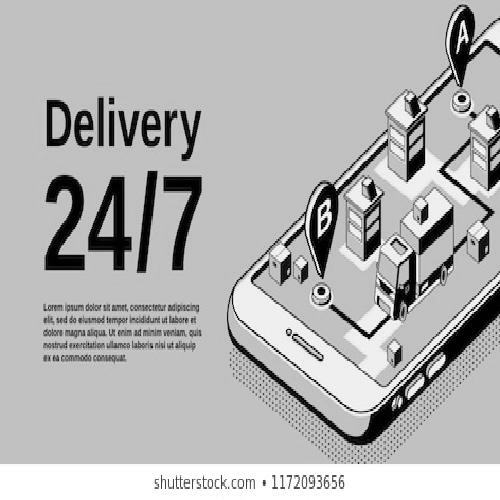 Delivery
24/7
Lorem ipsum dolor sit amet, consectetur adipiscing
elit, sed do eiusmod tempor incididunt ut labore et
dolore magna aliqua. Ut enim ad minim veniam, quis
nostrud exercitation ullamco laboris nisi ut aliquip
ex ea commodo consequat.
A
B
shutterstock.com • 1172093656